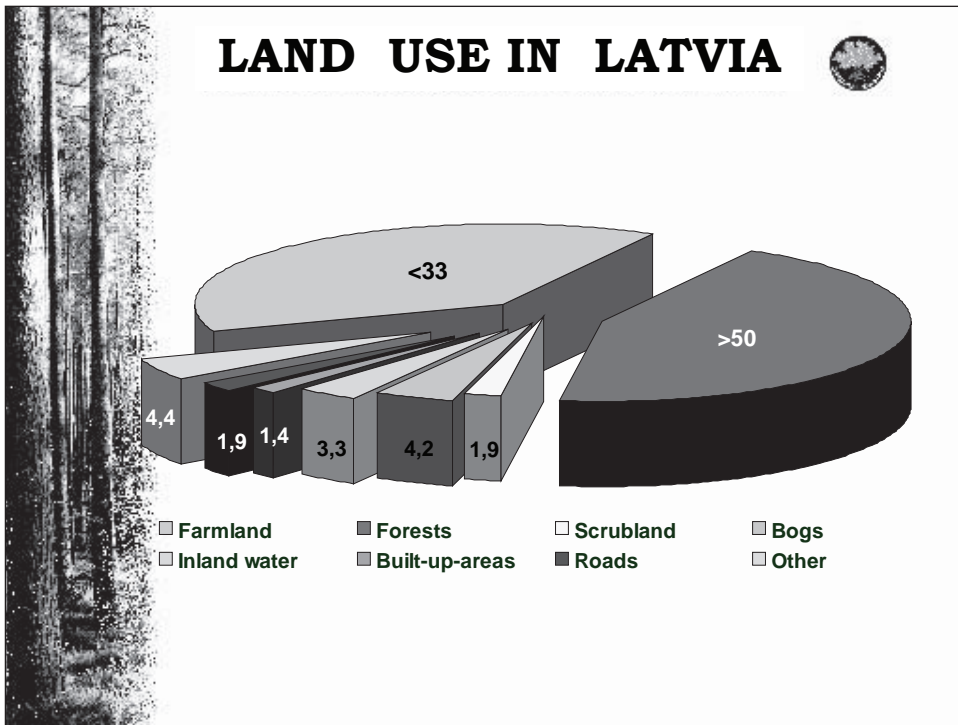 LAND USE IN LATVIA
<33
>50
4,4
1,9
1,4
3,3
4,2
1,9
Farmland
Forests
Scrubland
Bogs
Inland water
Built-up-areas
Roads
Other